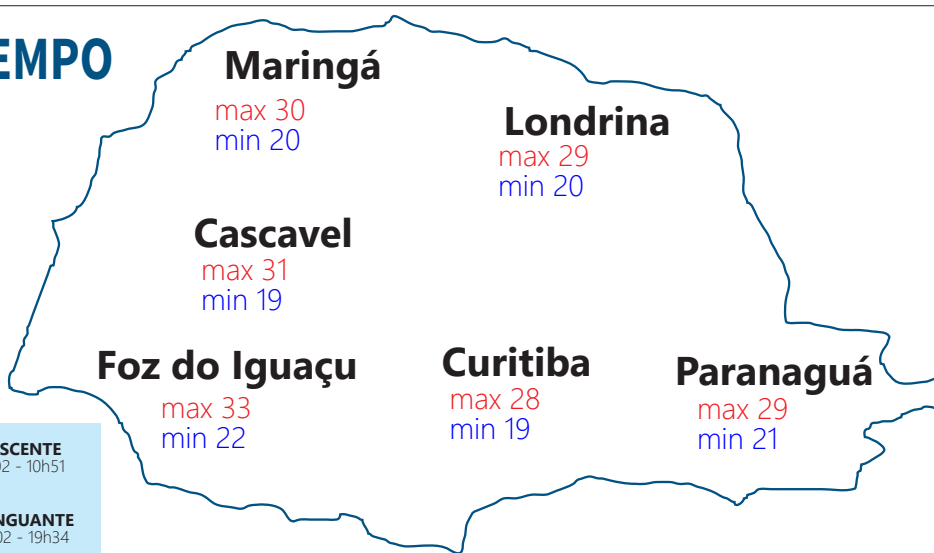 EMPO
Maringá
max 30
min 20
Londrina
max 29
min 20
Cascavel
max 31
min 19
Foz do Iguaçu
max 33
min 22
Curitiba
max 28
min 19
Paranaguá
max 29
min 21
SCENTE
02 - 10h51
NGUANTE
02 - 19h34